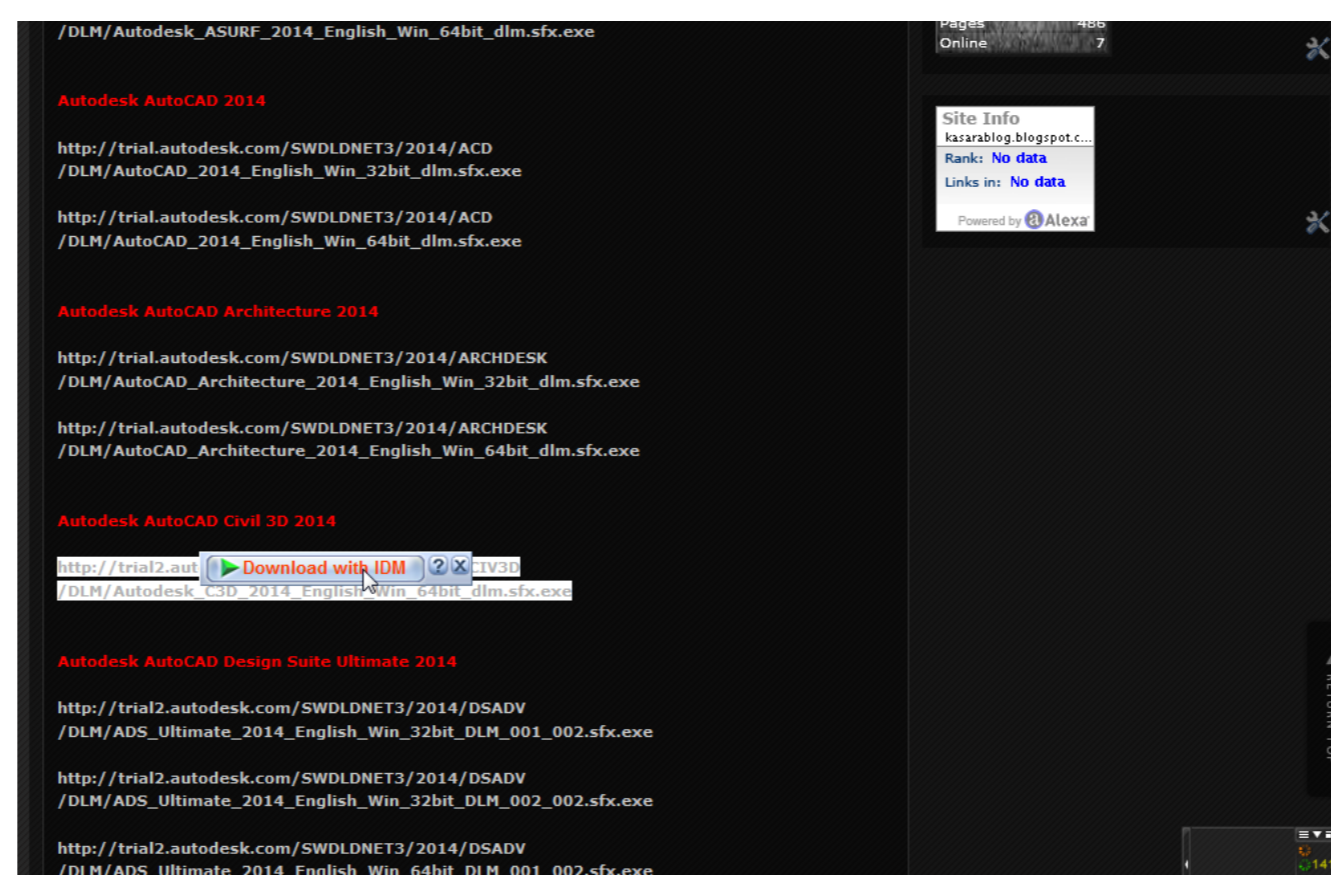 /DLM/Autodesk_ASURF_2014_English_Win_64bit_dlm.sfx.exe
Autodesk AutoCAD 2014
http://trial.autodesk.com/SWDLDNET3/2014/ACD
/DLM/AutoCAD_2014_English_Win_32bit_dlm.sfx.exe
http://trial.autodesk.com/SWDLDNET3/2014/ACD
/DLM/AutoCAD_2014_English_Win_64bit_dlm.sfx.exe
Autodesk AutoCAD Architecture 2014
http://trial.autodesk.com/SWDLDNET3/2014/ARCHDESK
/DLM/AutoCAD_Architecture_2014_English_Win_32bit_dlm.sfx.exe
http://trial.autodesk.com/SWDLDNET3/2014/ARCHDESK
/DLM/AutoCAD_Architecture_2014_English_Win_64bit_dlm.sfx.exe
Autodesk AutoCAD Civil 3D 2014
http://trial2.aut Download with IDM ? X CIV3D
/DLM/Autodesk_C3D_2014_English_Win_64bit_dlm.sfx.exe
Autodesk AutoCAD Design Suite Ultimate 2014
http://trial2.autodesk.com/SWDLDNET3/2014/DSADV
/DLM/ADS_Ultimate_2014_English_Win_32bit_DLM_001_002.sfx.exe
http://trial2.autodesk.com/SWDLDNET3/2014/DSADV
/DLM/ADS_Ultimate_2014_English_Win_32bit_DLM_002_002.sfx.exe
http://trial2.autodesk.com/SWDLDNET3/2014/DSADV
/DLM/ADS_Ultimate_2014_English_Win_64bit_DLM_001_002.sfx.exe
Pages 486
Online 7
Site Info
kasarablog.blogspot.c...
Rank: No data
Links in: No data
Powered by Alexa
RETURN TOP
141